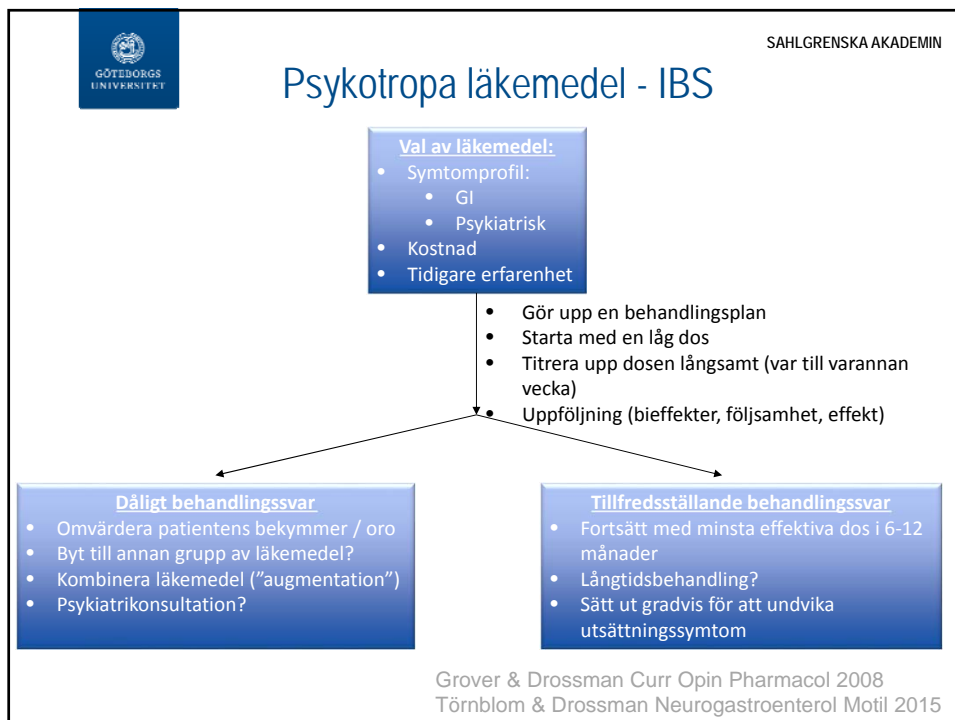 SAHLGRENSKA AKADEMIN
GÖTEBORGS
UNIVERSITET
Psykotropa läkemedel - IBS
Val av läkemedel:
• Symtomprofil:
• GI
• Psykiatrisk
• Kostnad
• Tidigare erfarenhet
• Gör upp en behandlingsplan
• Starta med en låg dos
• Titrera upp dosen långsamt (var till varannan
vecka)
• Uppföljning (bieffekter, följsamhet, effekt)
Dåligt behandlingssvar
• Omvärdera patientens bekymmer / oro
• Byt till annan grupp av läkemedel?
• Kombinera läkemedel (”augmentation”)
• Psykiatrikonsultation?
Tillfredsställande behandlingssvar
• Fortsätt med minsta effektiva dos i 6-12
månader
• Långtidsbehandling?
• Sätt ut gradvis för att undvika
utsättningssymtom
Grover & Drossman Curr Opin Pharmacol 2008
Törnblom & Drossman Neurogastroenterol Motil 2015